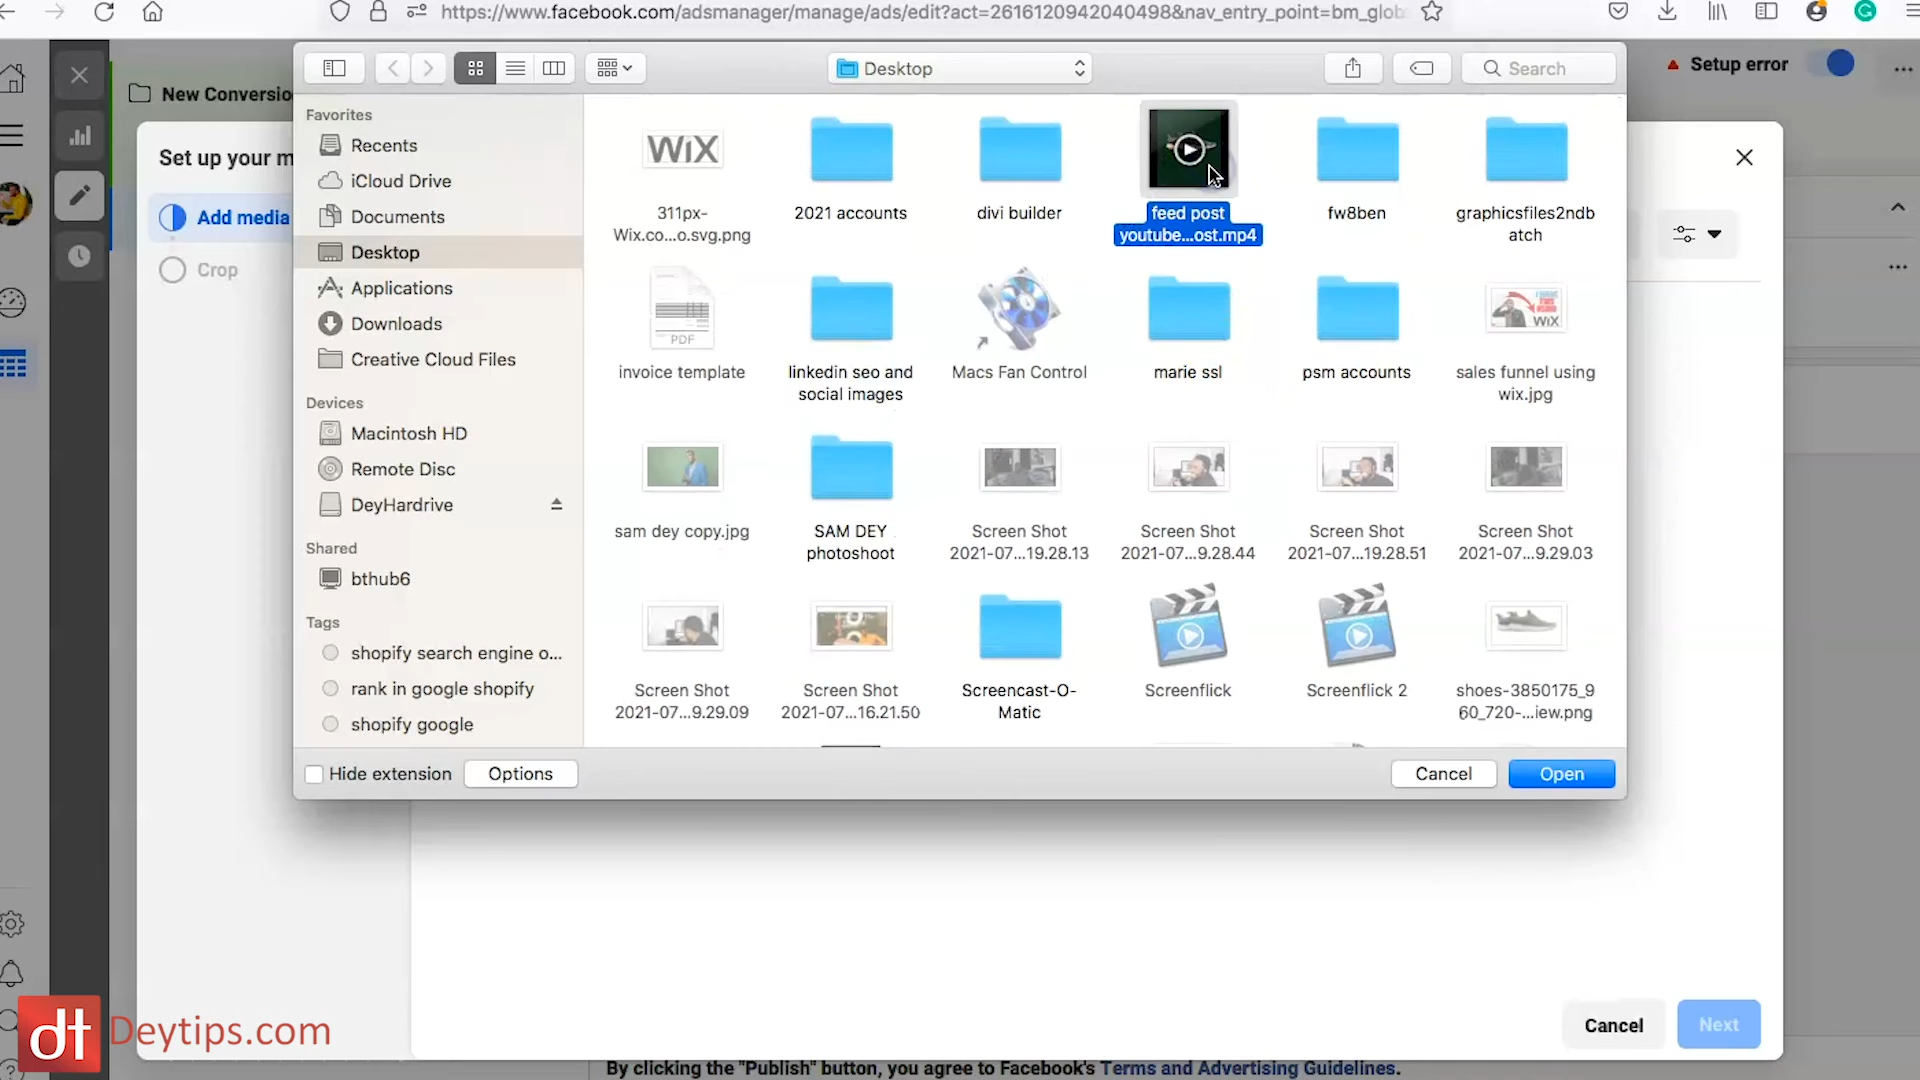 https://www.facebook.com/adsmanager/manage/ads/edit?act=2616120942040498&nav_entry_point=bm_glob
Desktop
Search
Setup error
New Conversio
Set up your m
Add media
Crop
Favorites
Recents
iCloud Drive
Documents
Desktop
Applications
Downloads
Creative Cloud Files
Devices
Macintosh HD
Remote Disc
DeyHardrive
Shared
bthub6
Tags
shopify search engine o...
rank in google shopify
shopify google
WiX
311px-
Wix.co...o.svg.png
2021 accounts
divi builder
feed post
youtube...ost.mp4
fw8ben
graphicsfiles2ndb
atch
PDF
invoice template
linkedin seo and
social images
Macs Fan Control
marie ssl
psm accounts
WiX
sales funnel using
wix.jpg
sam dey copy.jpg
SAM DEY
photoshoot
Screen Shot
2021-07...19.28.13
Screen Shot
2021-07...9.28.44
Screen Shot
2021-07...19.28.51
Screen Shot
2021-07...9.29.03
Screen Shot
2021-07...9.29.09
Screen Shot
2021-07...16.21.50
Screencast-O-
Matic
Screenflick
Screenflick 2
shoes-3850175_9
60_720-...iew.png
Hide extension
Options
Cancel
Open
Cancel
Next
dt
Deytips.com
By clicking the "Publish" button, you agree to Facebook's Terms and Advertising Guidelines.